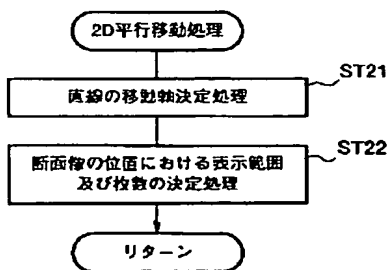 2D平行移動処理
ST21
直線の移動軸決定処理
ST22
断面像の位置における表示範囲
及び枚数の決定処理
リターン